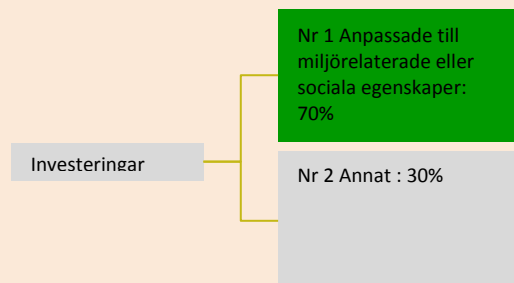 Nr 1 Anpassade till
miljörelaterade eller
sociala egenskaper:
70%
Investeringar
Nr 2 Annat : 30%